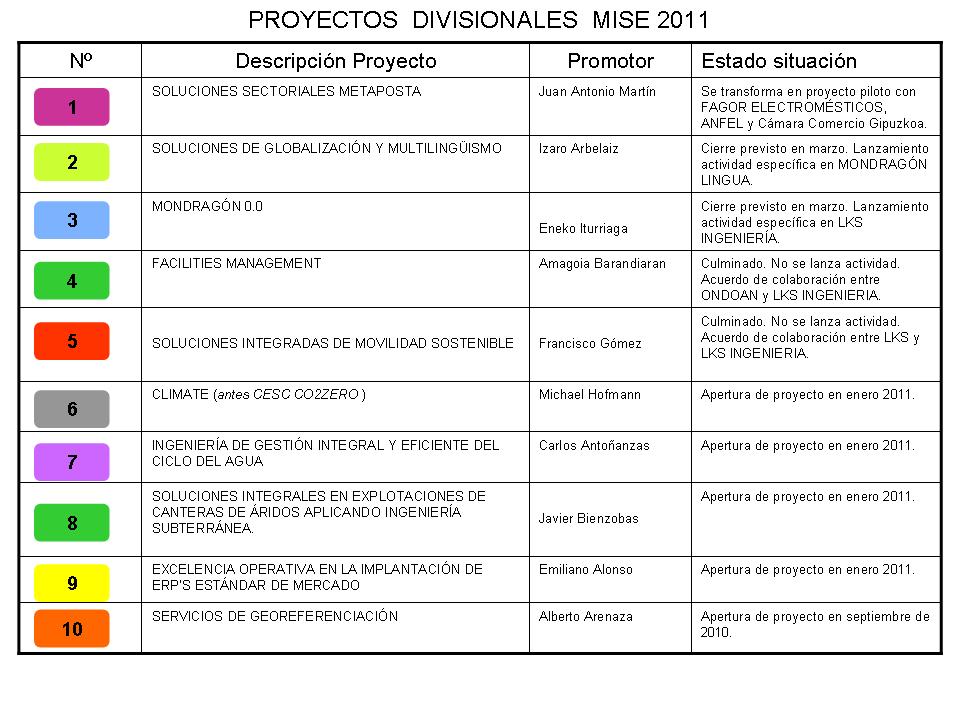 PROYECTOS DIVISIONALES MISE 2011
Nº Descripción Proyecto Promotor Estado situación
1 SOLUCIONES SECTORIALES METAPOSTA Juan Antonio Martín Se transforma en proyecto piloto con
FAGOR ELECTROMÉSTICOS,
ANFEL y Cámara Comercio Gipuzkoa.
2 SOLUCIONES DE GLOBALIZACIÓN Y MULTILINGÜISMO Izaro Arbelaiz Cierre previsto en marzo. Lanzamiento
actividad específica en MONDRAGÓN
LINGUA.
3 MONDRAGÓN 0.0 Eneko Iturriaga Cierre previsto en marzo. Lanzamiento
actividad específica en LKS
INGENIERÍA.
4 FACILITIES MANAGEMENT Amagoia Barandiaran Culminado. No se lanza actividad.
Acuerdo de colaboración entre
ONDOAN y LKS INGENIERIA.
5 SOLUCIONES INTEGRADAS DE MOVILIDAD SOSTENIBLE Francisco Gómez Culminado. No se lanza actividad.
Acuerdo de colaboración entre LKS y
LKS INGENIERIA.
6 CLIMATE (antes CESC CO2ZERO ) Michael Hofmann Apertura de proyecto en enero 2011.
7 INGENIERÍA DE GESTIÓN INTEGRAL Y EFICIENTE DEL
CICLO DEL AGUA Carlos Antoñanzas Apertura de proyecto en enero 2011.
8 SOLUCIONES INTEGRALES EN EXPLOTACIONES DE
CANTERAS DE ÁRIDOS APLICANDO INGENIERÍA
SUBTERRÁNEA. Javier Bienzobas Apertura de proyecto en enero 2011.
9 EXCELENCIA OPERATIVA EN LA IMPLANTACIÓN DE
ERP'S ESTÁNDAR DE MERCADO Emiliano Alonso Apertura de proyecto en enero 2011.
10 SERVICIOS DE GEOREFERENCIACIÓN Alberto Arenaza Apertura de proyecto en septiembre de
2010.